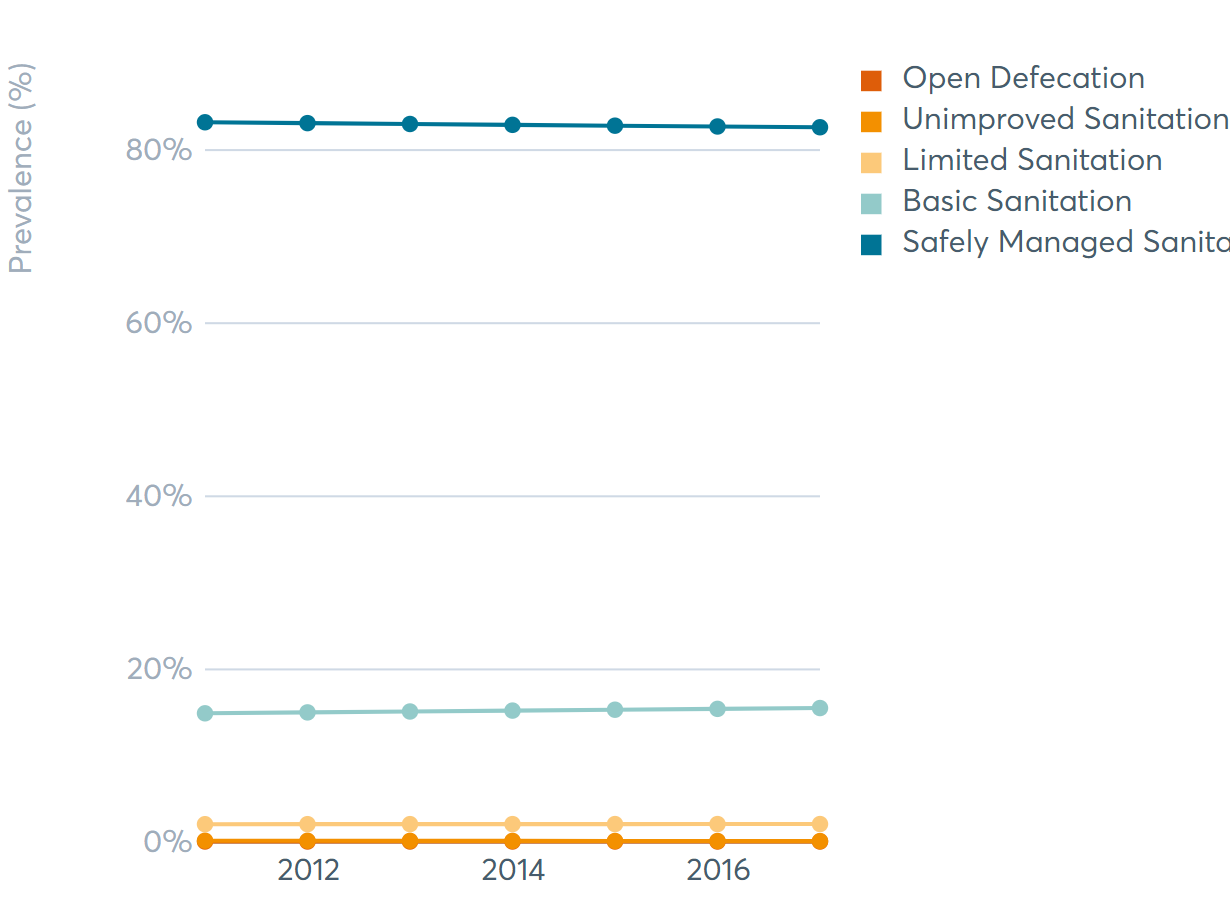 Prevalence (%)
80%
60%
40%
20%
0%
2012
2014
2016
Open Defecation
Unimproved Sanitation
Limited Sanitation
Basic Sanitation
Safely Managed Sanita